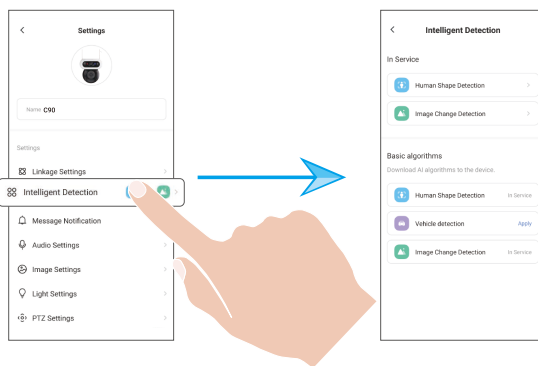 Settings
Name C90
Settings
Linkage Settings
Intelligent Detection
Message Notification
Audio Settings
Image Settings
Light Settings
PTZ Settings
Intelligent Detection
In Service
Human Shape Detection
Image Change Detection
Basic algorithms
Download AI algorithms to the device.
Human Shape Detection In Service
Vehicle detection Apply
Image Change Detection In Service